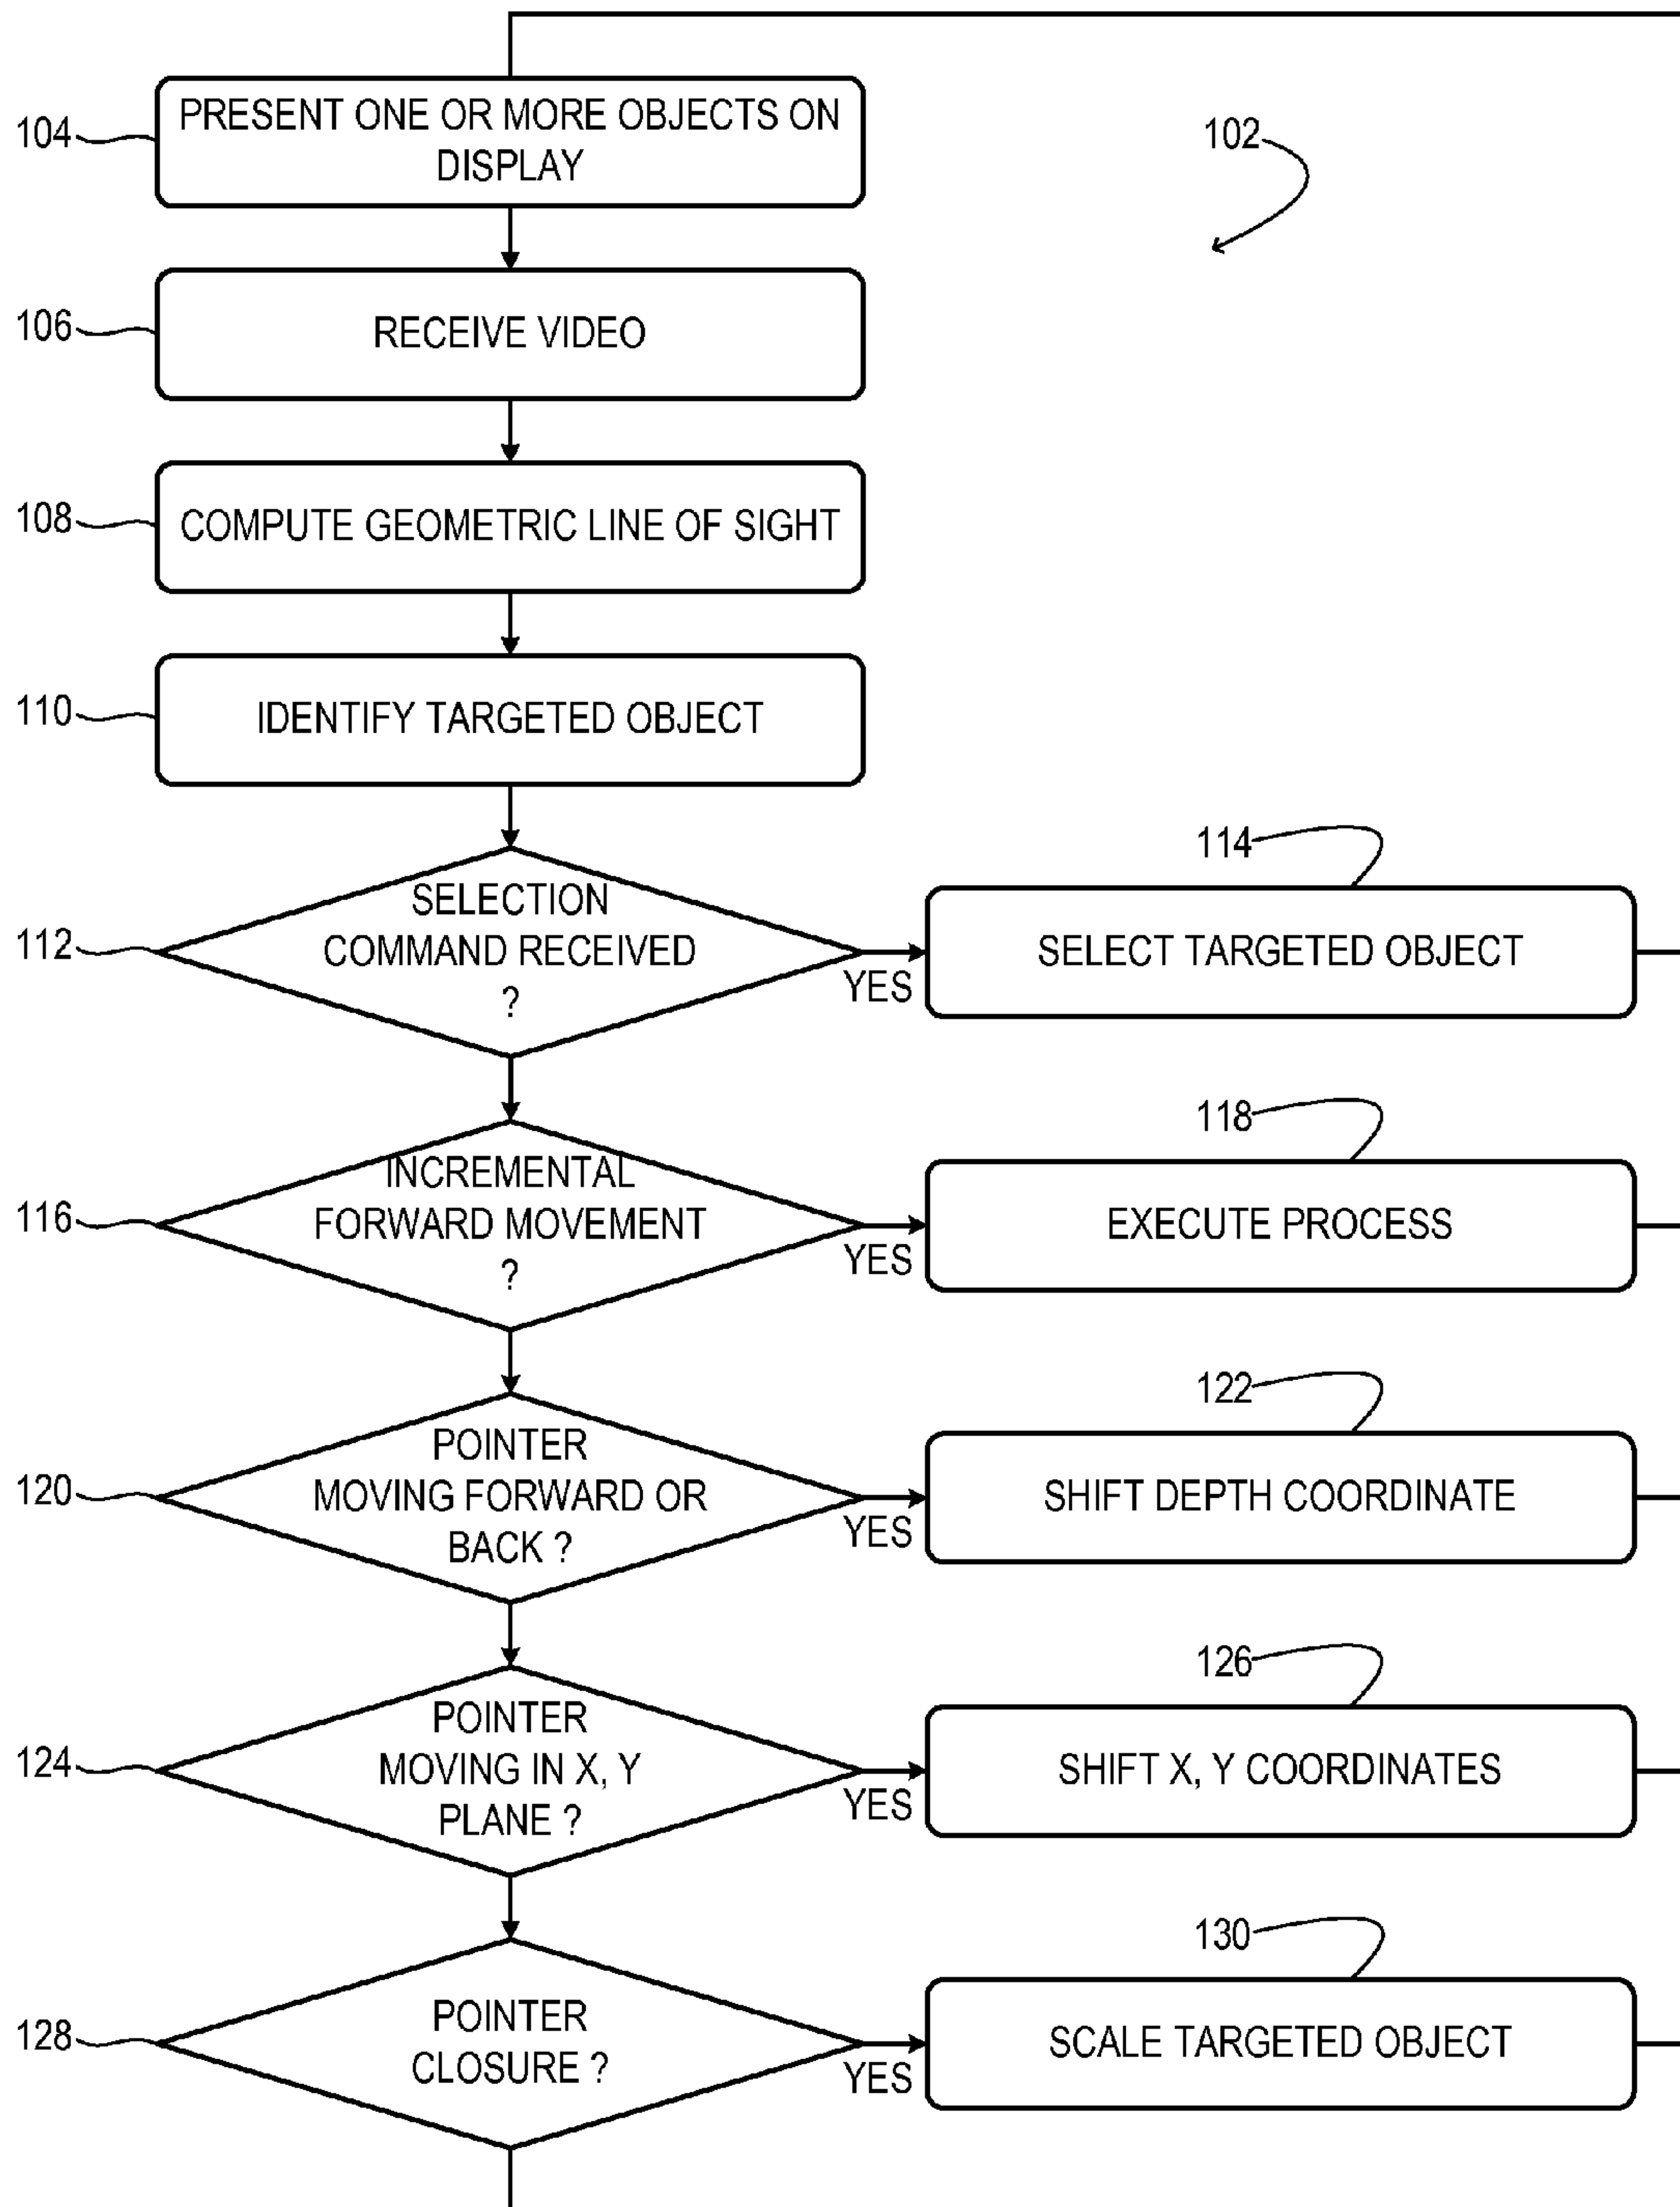 104
PRESENT ONE OR MORE OBJECTS ON
DISPLAY
102
106
RECEIVE VIDEO
108
COMPUTE GEOMETRIC LINE OF SIGHT
110
IDENTIFY TARGETED OBJECT
112
SELECTION
COMMAND RECEIVED
?
YES
114
SELECT TARGETED OBJECT
116
INCREMENTAL
FORWARD MOVEMENT
?
YES
118
EXECUTE PROCESS
120
POINTER
MOVING FORWARD OR
BACK ?
YES
122
SHIFT DEPTH COORDINATE
124
POINTER
MOVING IN X, Y
PLANE ?
YES
126
SHIFT X, Y COORDINATES
128
POINTER
CLOSURE ?
YES
130
SCALE TARGETED OBJECT